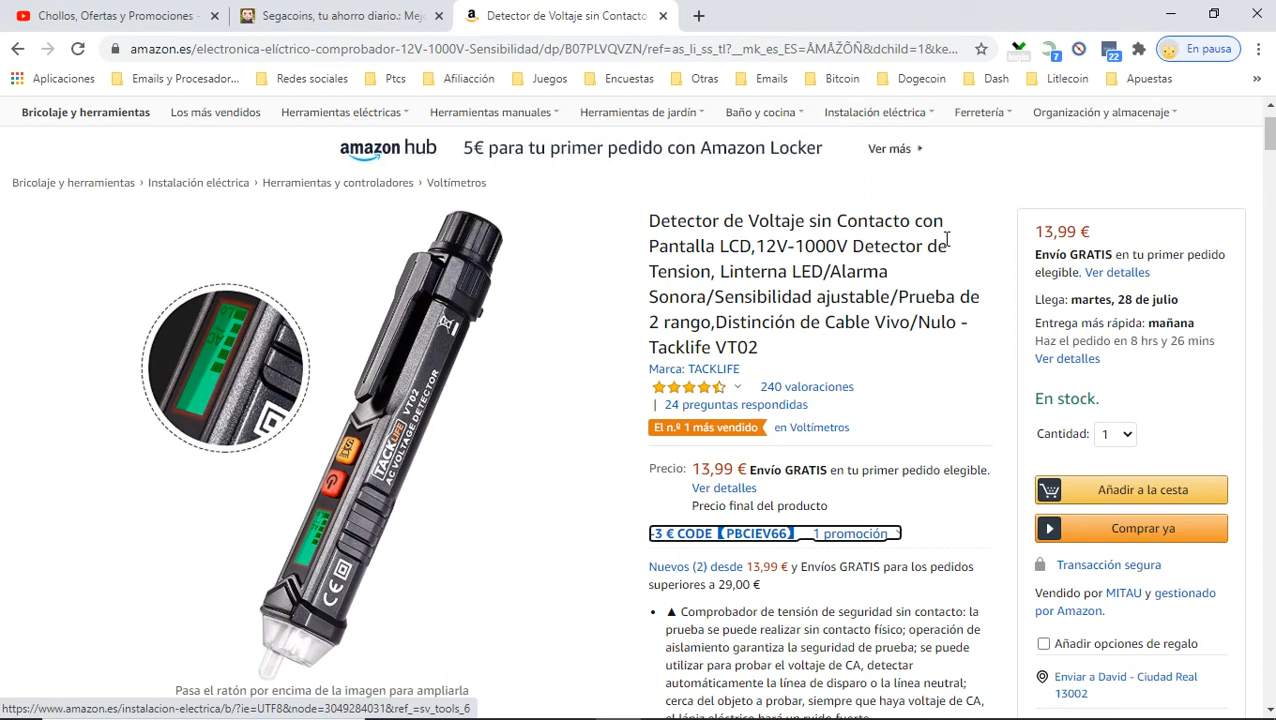 Chollos, Ofertas y Promociones -
Segacoins, tu ahorro diario.: Mej
Detector de Voltaje sin Contacto
amazon.es/electronica-elíctrico-comprobador-12V-1000V-Sensibilidad/dp/B07PLVQVZN/ref=as_li_ss_tl?__mk_es_ES=ÅMÅŽÕÑ&dchild=1&ke...
7
22
En pausa
Aplicaciones
Emails y Procesador...
Redes sociales
Ptcs
Afiliacción
Juegos
Encuestas
Otras
Emails
Bitcoin
Dogecoin
Dash
Litlecoin
Apuestas
»
Bricolaje y herramientas
Los más vendidos
Herramientas eléctricas
Herramientas manuales
Herramientas de jardín
Baño y cocina
Instalación eléctrica
Ferretería
Organización y almacenaje
amazon hub 5€ para tu primer pedido con Amazon Locker Ver más
Bricolaje y herramientas › Instalación eléctrica › Herramientas y controladores › Voltímetros
TACKLIFE VT02
AC VOLTAGE DETECTOR
CE
Pasa el ratón por encima de la imagen para ampliarla
Detector de Voltaje sin Contacto con
Pantalla LCD,12V-1000V Detector de
Tension, Linterna LED/Alarma
Sonora/Sensibilidad ajustable/Prueba de
2 rango,Distinción de Cable Vivo/Nulo -
Tacklife VT02
Marca: TACKLIFE
240 valoraciones
| 24 preguntas respondidas
El n.º 1 más vendido en Voltímetros
Precio: 13,99 € Envío GRATIS en tu primer pedido elegible.
Ver detalles
Precio final del producto
-3 € CODE【PBCIEV66】 1 promoción
Nuevos (2) desde 13,99 € y Envíos GRATIS para los pedidos
superiores a 29,00 €
• ▲ Comprobador de tensión de seguridad sin contacto: la
prueba se puede realizar sin contacto físico; operación de
aislamiento garantiza la seguridad de prueba; se puede
utilizar para probar el voltaje de CA, detectar
automáticamente la línea de disparo o la línea neutral;
cerca del objeto a probar, siempre que haya voltaje de CA,
el lápiz eléctrico hará un ruido fuerte
13,99 €
Envío GRATIS en tu primer pedido
elegible. Ver detalles
Llega: martes, 28 de julio
Entrega más rápida: mañana
Haz el pedido en 8 hrs y 26 mins
Ver detalles
En stock.
Cantidad: 1
Añadir a la cesta
Comprar ya
Transacción segura
Vendido por MITAU y gestionado
por Amazon.
Añadir opciones de regalo
Enviar a David - Ciudad Real
13002
https://www.amazon.es/instalacion-electrica/b/?ie=UTF8&node=3049284031&ref_=sv_tools_6